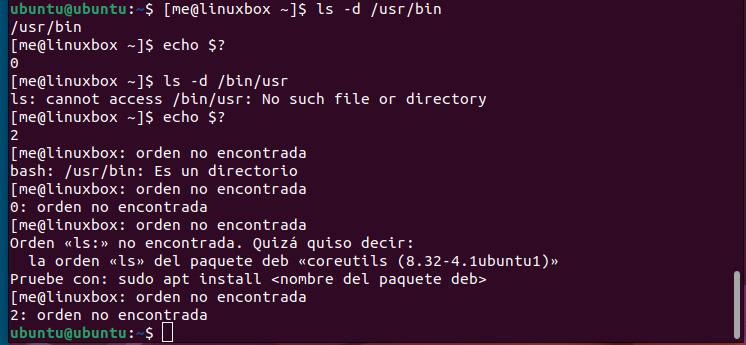 ubuntu@ubuntu:~$ [me@linuxbox ~]$ ls -d /usr/bin
/usr/bin
[me@linuxbox ~]$ echo $?
0
[me@linuxbox ~]$ ls -d /bin/usr
ls: cannot access /bin/usr: No such file or directory
[me@linuxbox ~]$ echo $?
2
[me@linuxbox: orden no encontrada
bash: /usr/bin: Es un directorio
[me@linuxbox: orden no encontrada
0: orden no encontrada
[me@linuxbox: orden no encontrada
Orden «ls:» no encontrada. Quizá quiso decir:
  la orden «ls» del paquete deb «coreutils (8.32-4.1ubuntu1)»
Pruebe con: sudo apt install <nombre del paquete deb>
[me@linuxbox: orden no encontrada
2: orden no encontrada
ubuntu@ubuntu:~$